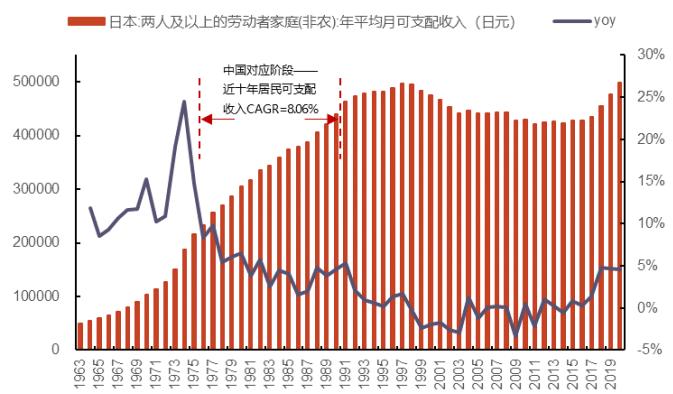 日本:两人及以上的劳动者家庭(非农):年平均月可支配收入（日元） yoy
中国对应阶段——
近十年居民可支配
收入CAGR=8.06%
500000
400000
300000
200000
100000
0
30%
25%
20%
15%
10%
5%
0%
-5%
1963 1965 1967 1969 1971 1973 1975 1977 1979 1981 1983 1985 1987 1989 1991 1993 1995 1997 1999 2001 2003 2005 2007 2009 2011 2013 2015 2017 2019